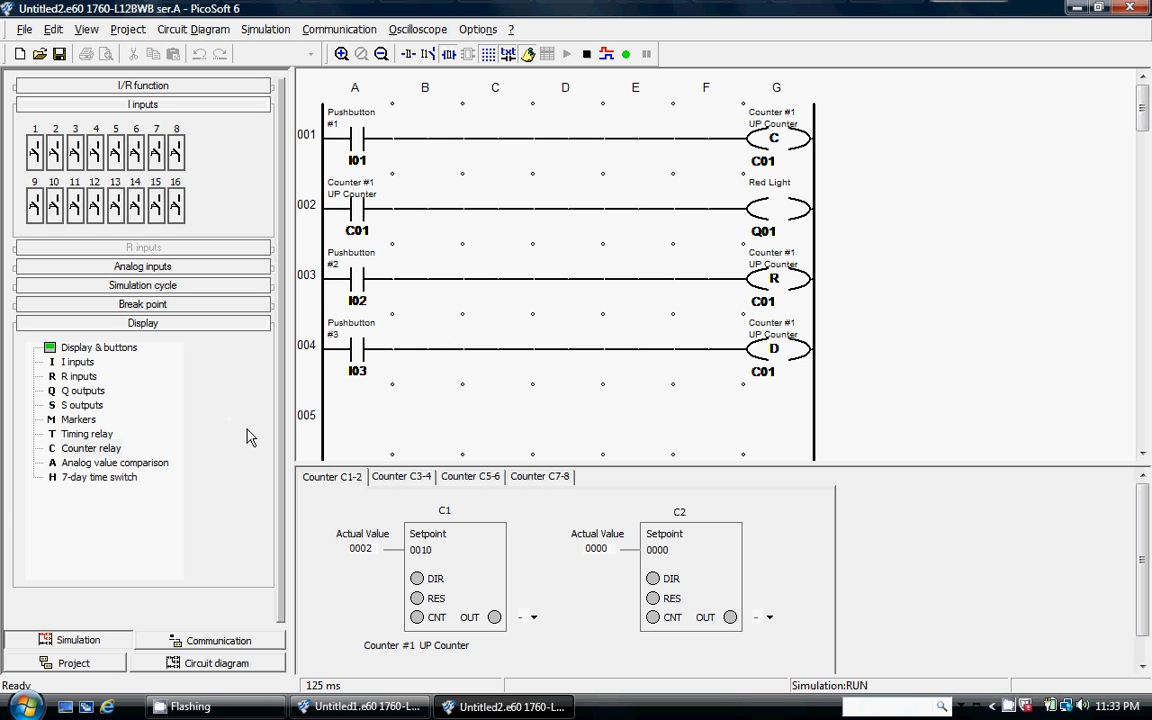 Untitled2.e60 1760-L12BWB ser.A - PicoSoft 6
File Edit View Project Circuit Diagram Simulation Communication Oscilloscope Options ?
txt
I/R function
I inputs
1 2 3 4 5 6 7 8
9 10 11 12 13 14 15 16
R inputs
Analog inputs
Simulation cycle
Break point
Display
Display & buttons
I I inputs
R R inputs
Q Q outputs
S S outputs
M Markers
T Timing relay
C Counter relay
A Analog value comparison
H 7-day time switch
Simulation Communication
Project Circuit diagram
A B C D E F G
Pushbutton #1
Counter #1 UP Counter
001
C
I01
C01
Counter #1 UP Counter
Red Light
002
C01
Q01
Pushbutton #2
Counter #1 UP Counter
003
R
I02
C01
Pushbutton #3
Counter #1 UP Counter
004
D
I03
C01
005
Counter C1-2 Counter C3-4 Counter C5-6 Counter C7-8
C1 C2
Actual Value Setpoint Actual Value Setpoint
0002 0010 0000 0000
DIR DIR
RES RES
CNT OUT - CNT OUT -
Counter #1 UP Counter
Ready 125 ms Simulation:RUN
Flashing Untitled1.e60 1760-L... Untitled2.e60 1760-L... 11:33 PM